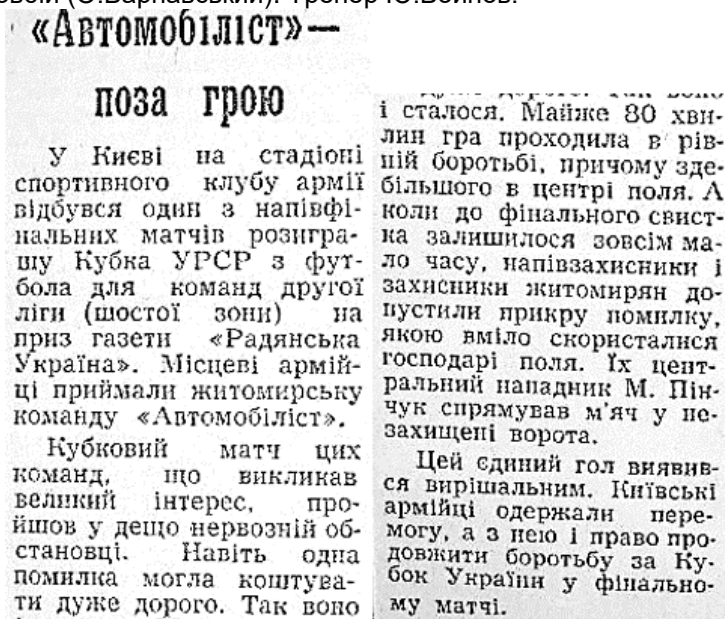 «Автомобіліст»—
поза грою
У Києві на стадіоні
спортивного клубу армії
відбувся один з напівфі-
нальних матчів розигра-
шу Кубка УРСР з фут-
бола для команд другої
ліги (шостої зони) на
приз газети «Радянська
Україна». Місцеві армій-
ці приймали житомирську
команду «Автомобіліст».
Кубковий матч цих
команд, що викликав
великий інтерес, про-
йшов у дещо нервозній об-
становці. Навіть одна
помилка могла коштува-
ти дуже дорого. Так воно
і сталося. Майже 80 хви-
лин гра проходила в рів-
ній боротьбі, причому зде-
більшого в центрі поля. А
коли до фінального свист-
ка залишилося зовсім ма-
ло часу, напівзахисники і
захисники житомирян до-
пустили прикру помилку,
якою вміло скористалися
господарі поля. Їх цент-
ральний нападник М. Пін-
чук спрямував м'яч у не-
захищені ворота.
Цей єдиний гол виявив-
ся вирішальним. Київські
армійці одержали пере-
могу, а з нею і право про-
довжити боротьбу за Ку-
бок України у фінально-
му матчі.